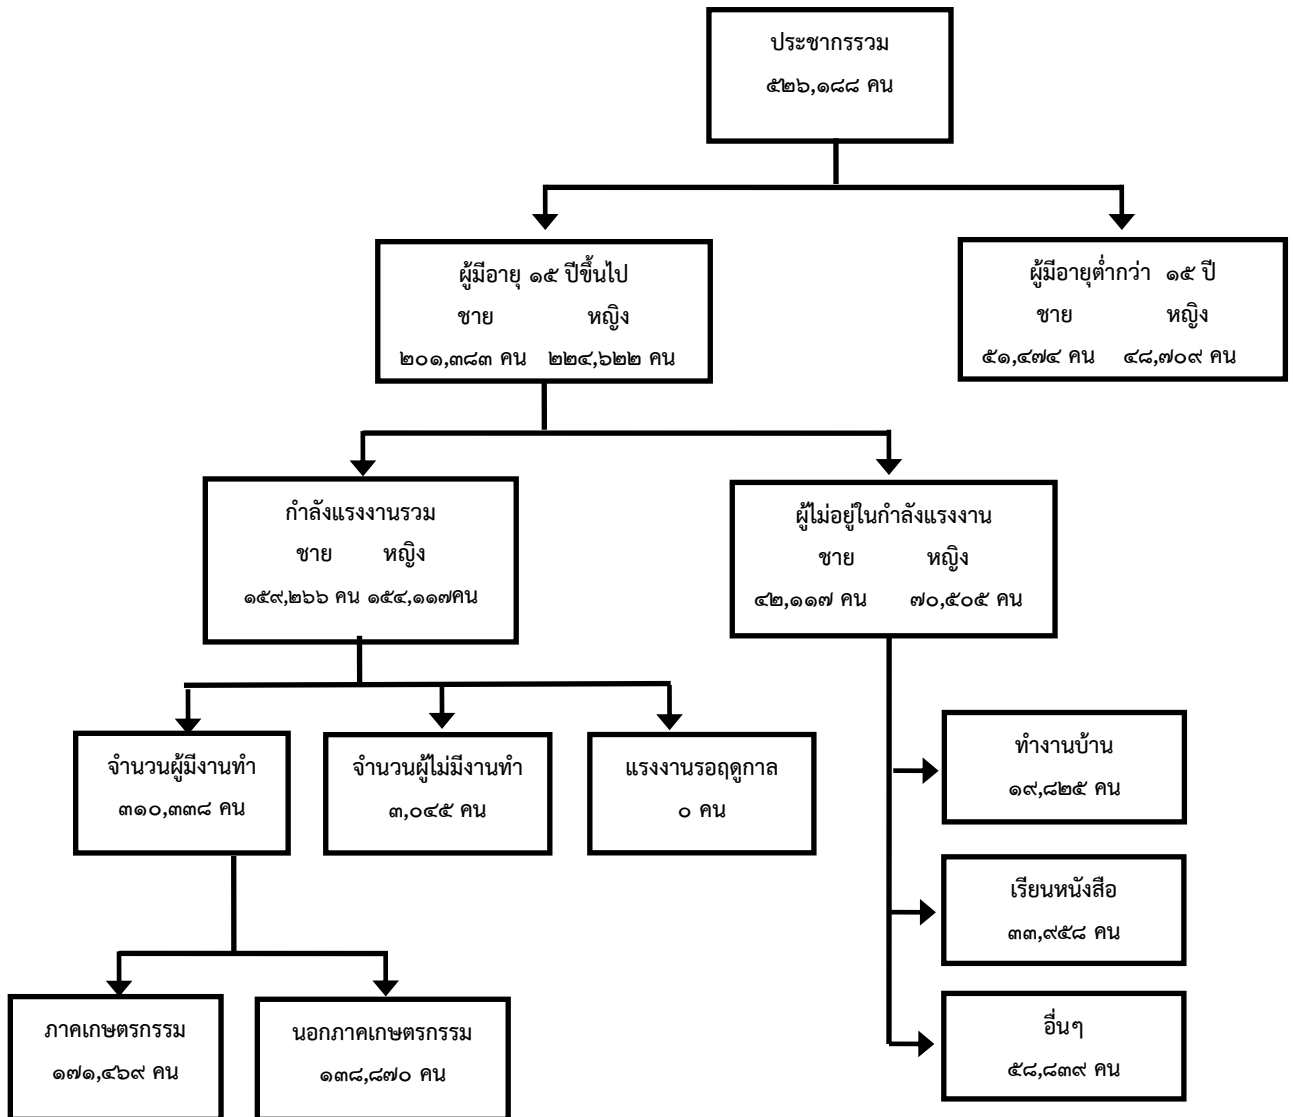 ประชากรรวม
๕๒๖,๑๘๘ คน
ผู้มีอายุ ๑๕ ปีขึ้นไป
ชาย หญิง
๒๐๑,๓๘๓ คน ๒๒๔,๖๒๒ คน
ผู้มีอายุต่ำกว่า ๑๕ ปี
ชาย หญิง
๕๑,๔๗๔ คน ๔๘,๗๐๙ คน
กำลังแรงงานรวม
ชาย หญิง
๑๕๙,๒๖๖ คน ๑๕๔,๑๑๗คน
ผู้ไม่อยู่ในกำลังแรงงาน
ชาย หญิง
๔๒,๑๑๗ คน ๗๐,๕๐๕ คน
จำนวนผู้มีงานทำ
๓๑๐,๓๓๘ คน
จำนวนผู้ไม่มีงานทำ
๓,๐๔๕ คน
แรงงานรอฤดูกาล
๐ คน
ทำงานบ้าน
๑๙,๘๒๕ คน
เรียนหนังสือ
๓๓,๙๕๘ คน
อื่นๆ
๕๘,๘๓๙ คน
ภาคเกษตรกรรม
๑๗๑,๔๖๙ คน
นอกภาคเกษตรกรรม
๑๓๘,๘๗๐ คน